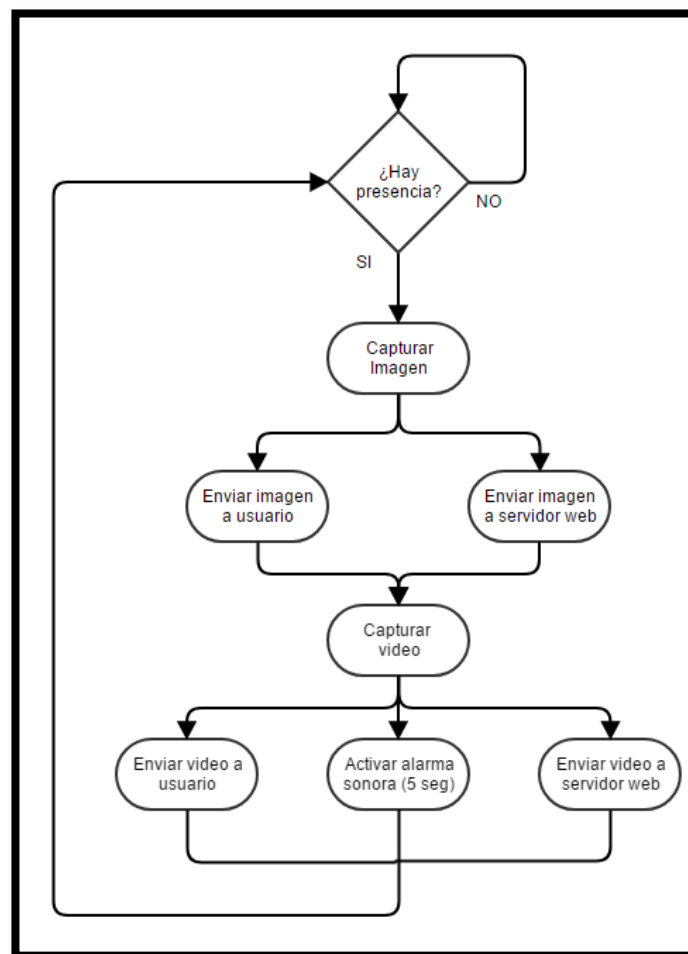 ¿Hay
presencia?
NO
SI
Capturar
Imagen
Enviar imagen
a usuario
Enviar imagen
a servidor web
Capturar
video
Enviar video a
usuario
Activar alarma
sonora (5 seg)
Enviar video a
servidor web